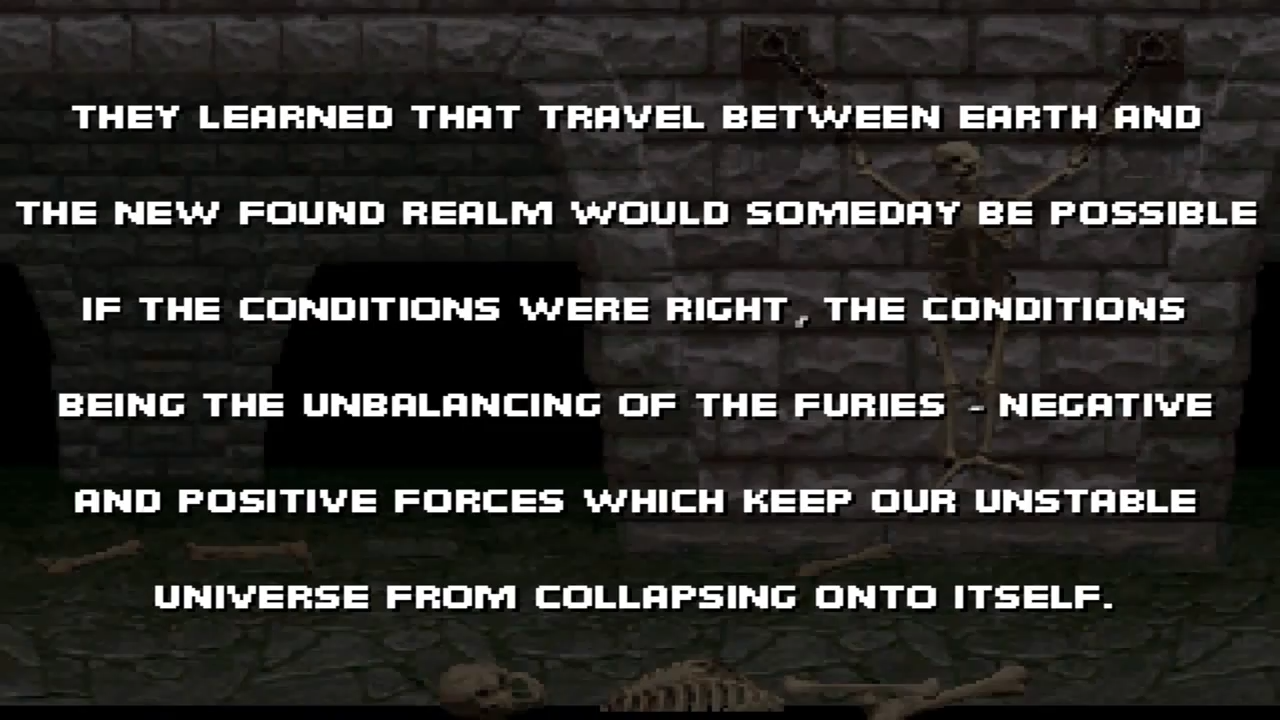 THEY LEARNED THAT TRAVEL BETWEEN EARTH AND
THE NEW FOUND REALM WOULD SOMEDAY BE POSSIBLE
IF THE CONDITIONS WERE RIGHT, THE CONDITIONS
BEING THE UNBALANCING OF THE FURIES - NEGATIVE
AND POSITIVE FORCES WHICH KEEP OUR UNSTABLE
UNIVERSE FROM COLLAPSING ONTO ITSELF.